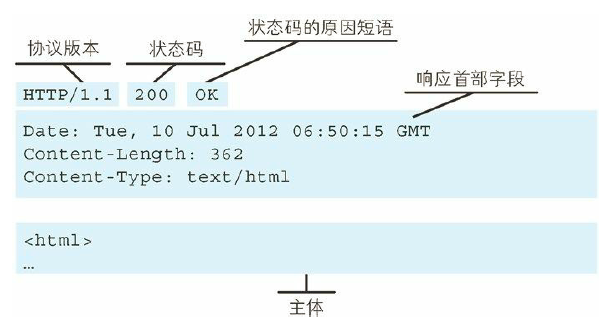 协议版本 状态码 状态码的原因短语
HTTP/1.1 200 OK
响应首部字段
Date: Tue, 10 Jul 2012 06:50:15 GMT
Content-Length: 362
Content-Type: text/html
<html>
…
主体